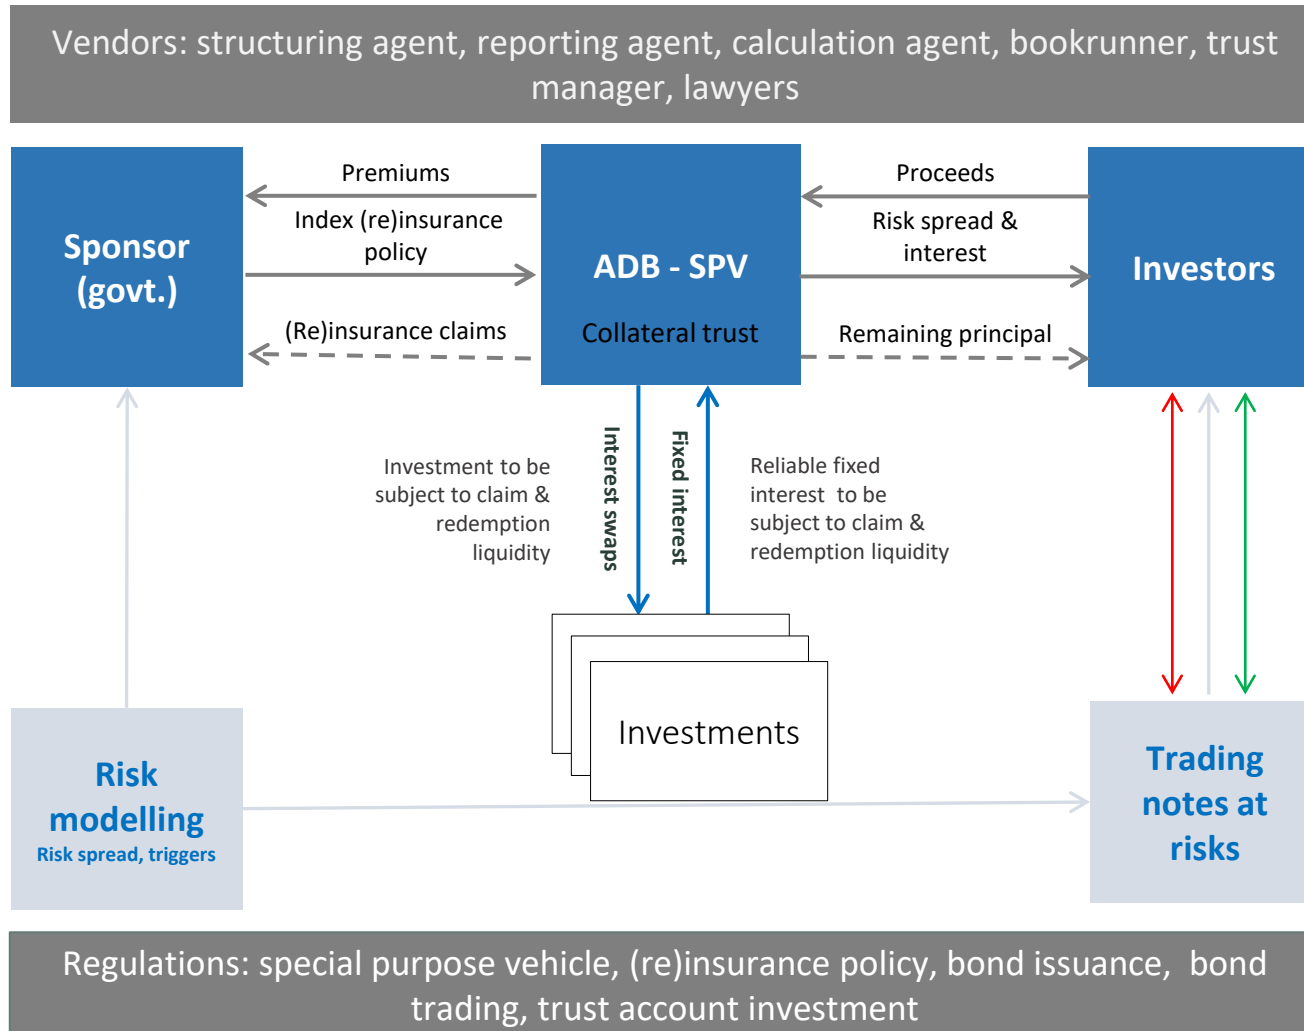 Vendors: structuring agent, reporting agent, calculation agent, bookrunner, trust
manager, lawyers
Sponsor
(govt.)
Premiums
Index (re)insurance
policy
(Re)insurance claims
ADB - SPV
Collateral trust
Proceeds
Risk spread &
interest
Remaining principal
Investors
Investment to be
subject to claim &
redemption
liquidity
Interest swaps
Fixed interest
Reliable fixed
interest to be
subject to claim &
redemption liquidity
Investments
Risk
modelling
Risk spread, triggers
Trading
notes at
risks
Regulations: special purpose vehicle, (re)insurance policy, bond issuance, bond
trading, trust account investment